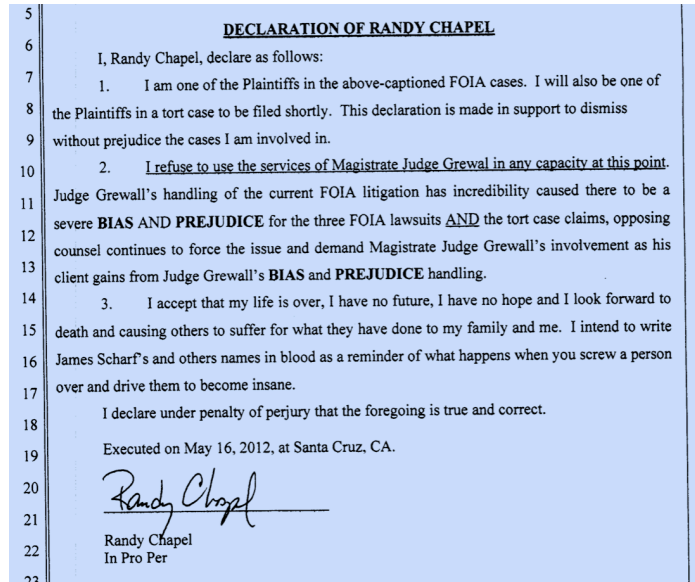 5
DECLARATION OF RANDY CHAPEL
6
I, Randy Chapel, declare as follows:
7
1. I am one of the Plaintiffs in the above-captioned FOIA cases. I will also be one of
8
the Plaintiffs in a tort case to be filed shortly. This declaration is made in support to dismiss
9
without prejudice the cases I am involved in.
10
2. I refuse to use the services of Magistrate Judge Grewal in any capacity at this point.
11
Judge Grewall's handling of the current FOIA litigation has incredibility caused there to be a
severe BIAS AND PREJUDICE for the three FOIA lawsuits AND the tort case claims, opposing
12
counsel continues to force the issue and demand Magistrate Judge Grewall's involvement as his
13
client gains from Judge Grewall's BIAS and PREJUDICE handling.
14
3. I accept that my life is over, I have no future, I have no hope and I look forward to
15
death and causing others to suffer for what they have done to my family and me. I intend to write
16
James Scharf's and others names in blood as a reminder of what happens when you screw a person
17
over and drive them to become insane.
18
I declare under penalty of perjury that the foregoing is true and correct.
19
Executed on May 16, 2012, at Santa Cruz, CA.
20
Randy Chapel
21
Randy Chapel
22
In Pro Per
23